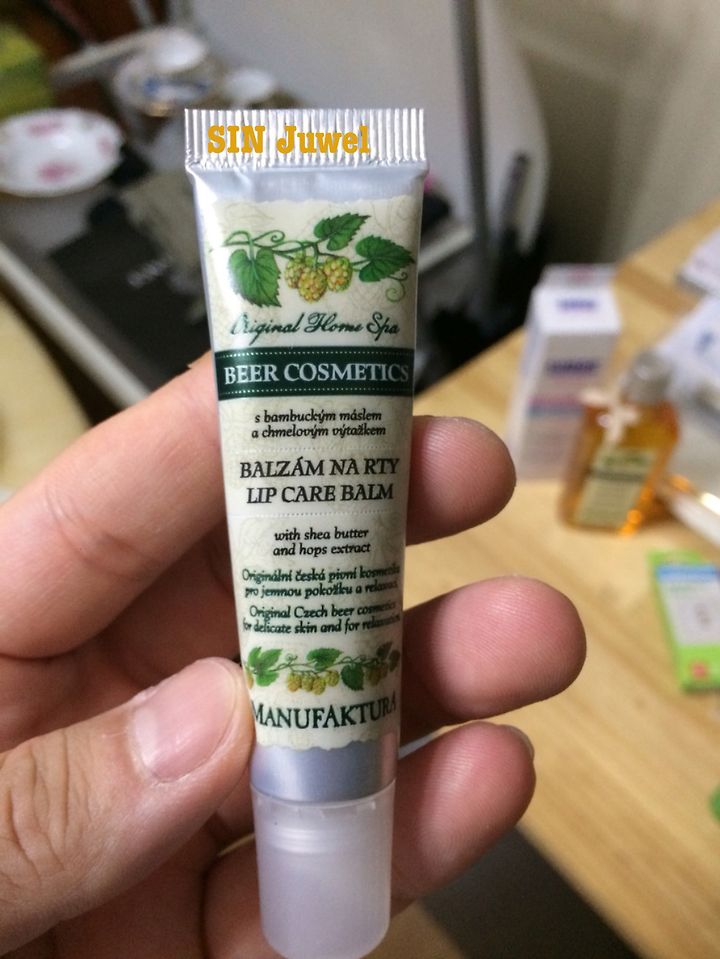 SIN Juwel
Original Home Spa
BEER COSMETICS
s bambuckým máslem
a chmelovým výtažkem
BALZÁM NA RTY
LIP CARE BALM
with shea butter
and hops extract
Originální česká pivní kosmetika
pro jemnou pokožku a relaxaci.
Original Czech beer cosmetics
for delicate skin and for relaxation.
MANUFAKTURA